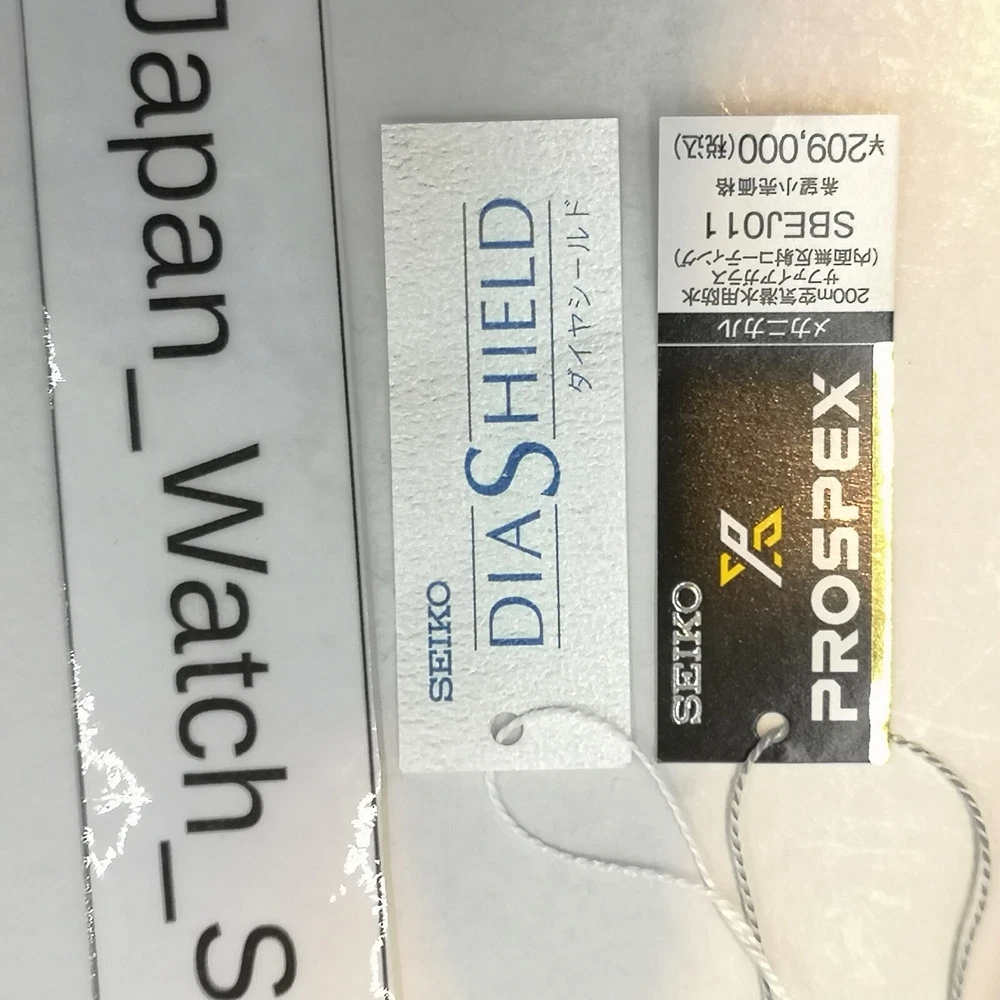 Japan_Watch_S
SEIKO
DIASHIELD
ダイヤシールド
SEIKO
PROSPEX
メカニカル
200m空気潜水用防水
サファイアガラス
(内面無反射コーティング)
SBEJ011
希望小売価格
¥209,000(税込)